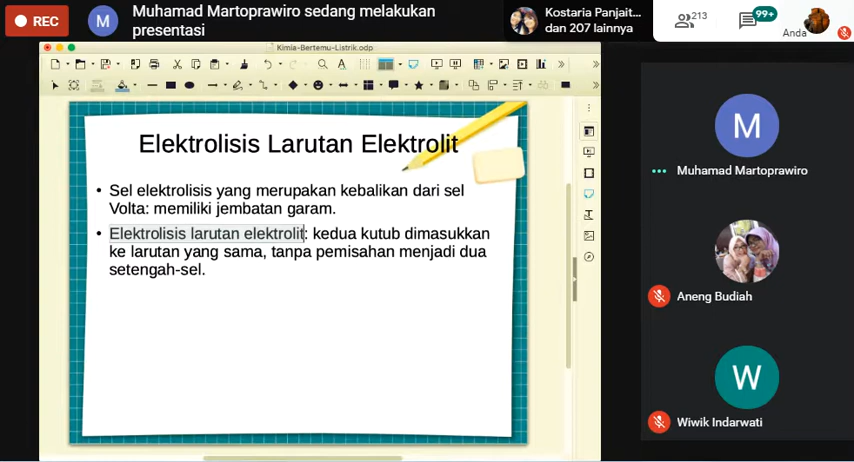 REC
M
Muhamad Martoprawiro sedang melakukan
presentasi
Kostaria Panjait...
dan 207 lainnya
213
99+
Anda
Kimia-Bertemu-Listrik.odp
Elektrolisis Larutan Elektrolit
• Sel elektrolisis yang merupakan kebalikan dari sel
Volta: memiliki jembatan garam.
• Elektrolisis larutan elektrolit: kedua kutub dimasukkan
ke larutan yang sama, tanpa pemisahan menjadi dua
setengah-sel.
M
Muhamad Martoprawiro
Aneng Budiah
W
Wiwik Indarwati